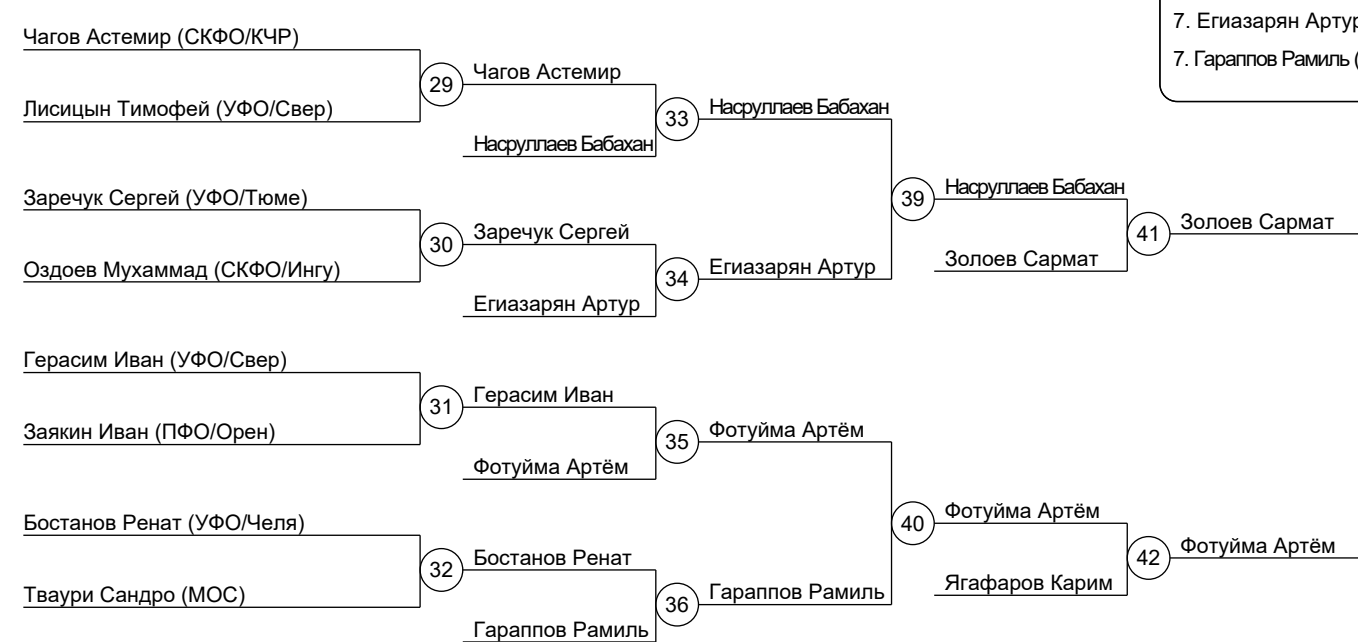 7. Егиазарян Артур
7. Гараппов Рамиль (
Чагов Астемир (СКФО/КЧР)
29
Чагов Астемир
Лисицын Тимофей (УФО/Свер)
33
Насруллаев Бабахан
Насруллаев Бабахан
Заречук Сергей (УФО/Тюме)
39
Насруллаев Бабахан
30
Заречук Сергей
41
Золоев Сармат
Оздоев Мухаммад (СКФО/Ингу)
34
Егиазарян Артур
Золоев Сармат
Егиазарян Артур
Герасим Иван (УФО/Свер)
31
Герасим Иван
Заякин Иван (ПФО/Орен)
35
Фотуйма Артём
Фотуйма Артём
Бостанов Ренат (УФО/Челя)
40
Фотуйма Артём
32
Бостанов Ренат
42
Фотуйма Артём
Тваури Сандро (МОС)
36
Гараппов Рамиль
Ягафаров Карим
Гараппов Рамиль